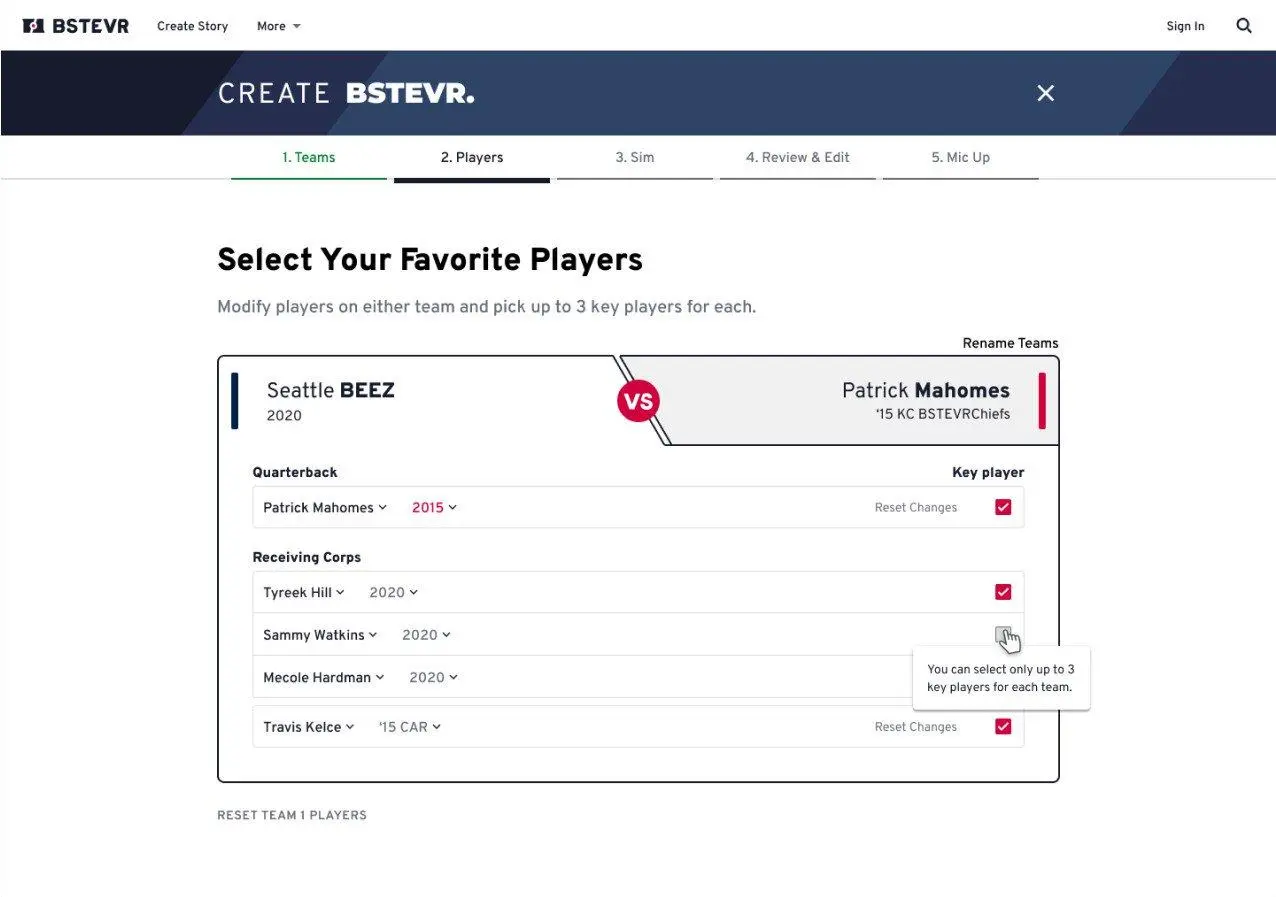 BSTEVR Create Story More Sign In
CREATE BSTEVR.
1. Teams 2. Players 3. Sim 4. Review & Edit 5. Mic Up
Select Your Favorite Players
Modify players on either team and pick up to 3 key players for each.
Rename Teams
Seattle BEEZ
2020
VS
Patrick Mahomes
'15 KC BSTEVRChiefs
Quarterback Key player
Patrick Mahomes 2015 Reset Changes
Receiving Corps
Tyreek Hill 2020
Sammy Watkins 2020
Mecole Hardman 2020
You can select only up to 3
key players for each team.
Travis Kelce '15 CAR Reset Changes
RESET TEAM 1 PLAYERS